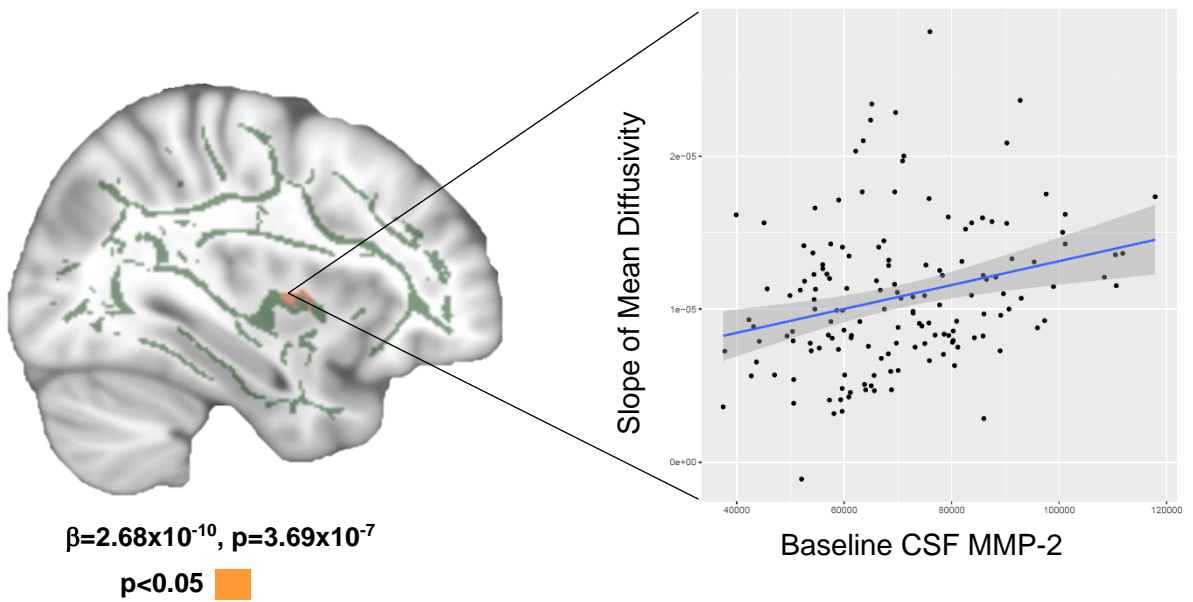 Slope of Mean Diffusivity
2e−05
1e−05
0e+00
40000
60000
80000
100000
120000
Baseline CSF MMP-2
β=2.68x10⁻¹⁰, p=3.69x10⁻⁷
p<0.05